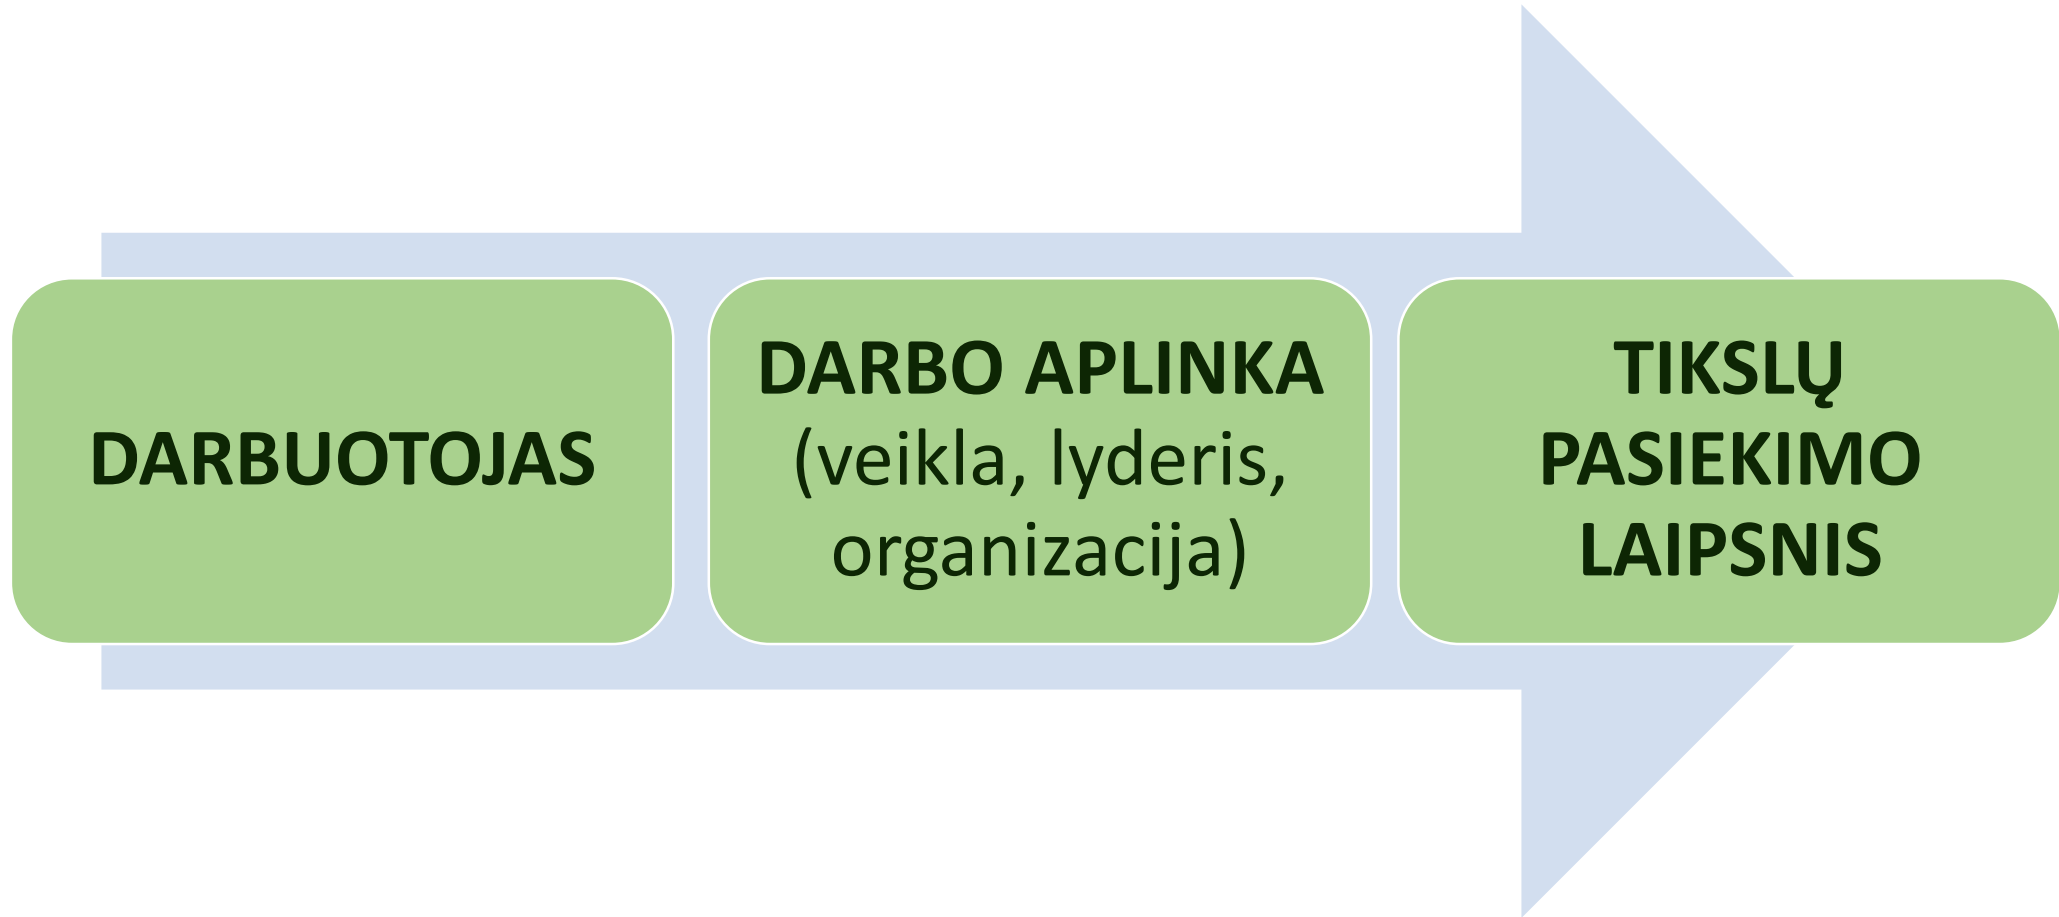 DARBUOTOJAS
DARBO APLINKA
(veikla, lyderis,
organizacija)
TIKSLŲ
PASIEKIMO
LAIPSNIS